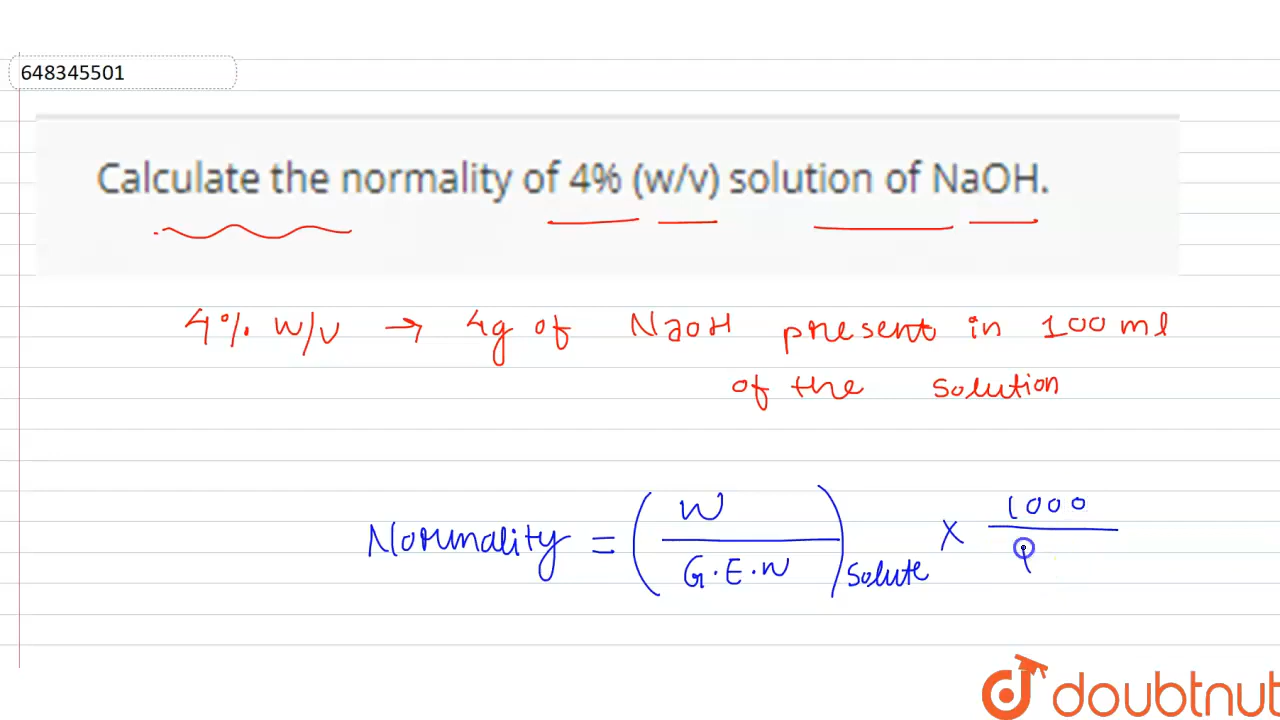 648345501
Calculate the normality of 4% (w/v) solution of NaOH.
4% w/v → 4g of NaOH present in 100 ml
of the solution
Normality = ( W / G.E.W ) solute × 1000
doubtnut